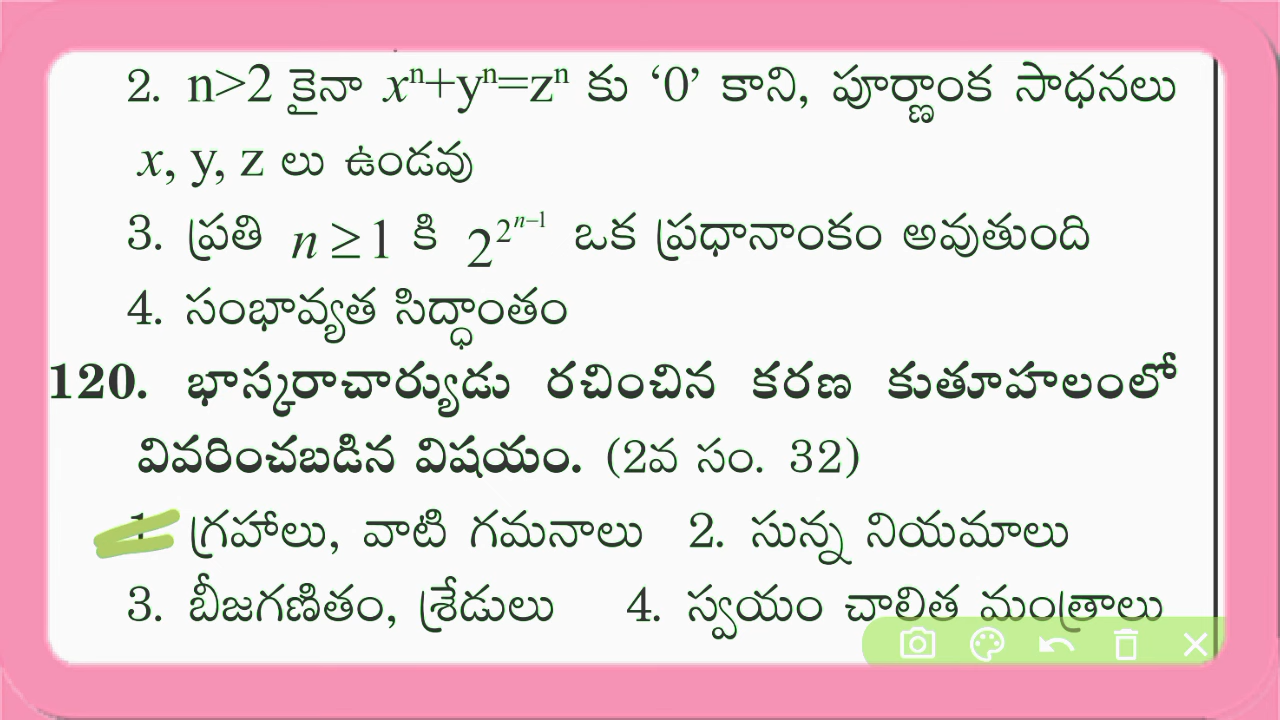 2. n>2 కైనా xⁿ+yⁿ=zⁿ కు ‘0’ కాని, పూర్ణాంక సాధనలు
x, y, z లు ఉండవు
3. ప్రతి n ≥ 1 కి 2^2^n–1 ఒక ప్రధానాంకం అవుతుంది
4. సంభావ్యత సిద్ధాంతం
120. భాస్కరాచార్యుడు రచించిన కరణ కుతూహలంలో
వివరించబడిన విషయం. (2వ సం. 32)
1. గ్రహాలు, వాటి గమనాలు 2. సున్న నియమాలు
3. బీజగణితం, శ్రేడులు 4. స్వయం చాలిత మంత్రాలు